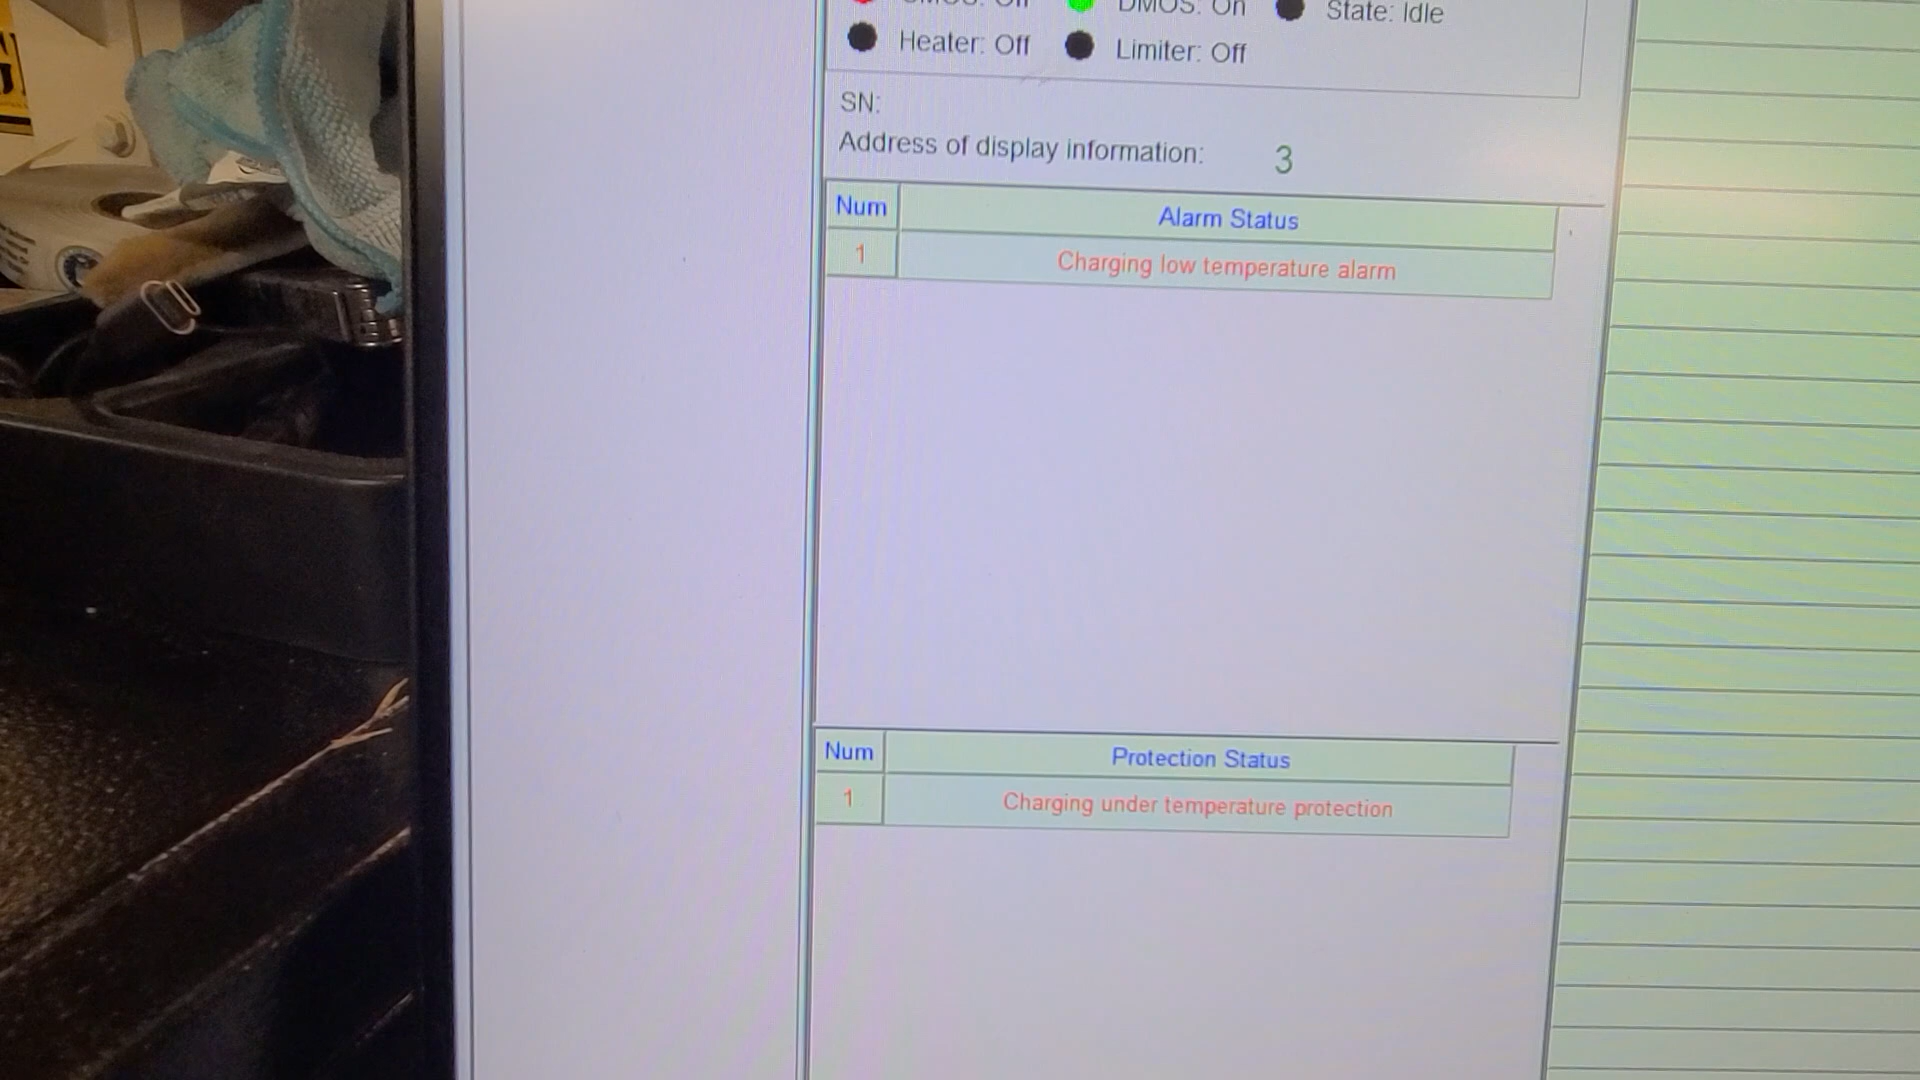 DMOS: On State: Idle
Heater: Off Limiter: Off
SN:
Address of display information: 3
Num Alarm Status
1 Charging low temperature alarm
Num Protection Status
1 Charging under temperature protection